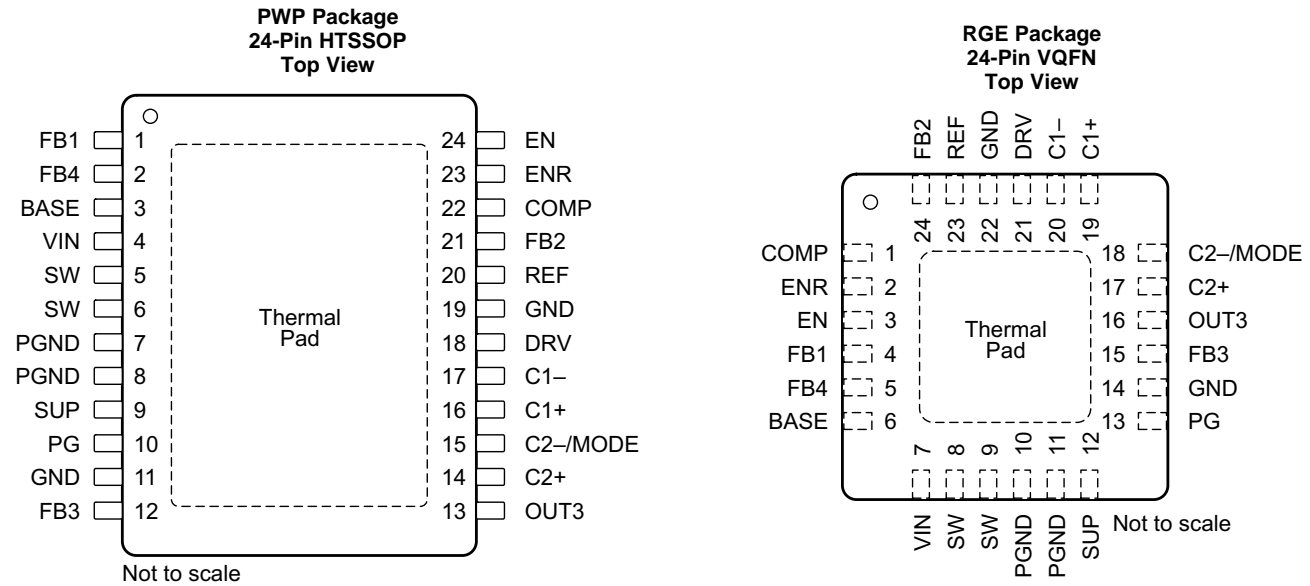 PWP Package
24-Pin HTSSOP
Top View
FB1 1
FB4 2
BASE 3
VIN 4
SW 5
SW 6
PGND 7
PGND 8
SUP 9
PG 10
GND 11
FB3 12
Thermal
Pad
24 EN
23 ENR
22 COMP
21 FB2
20 REF
19 GND
18 DRV
17 C1–
16 C1+
15 C2–/MODE
14 C2+
13 OUT3
Not to scale
RGE Package
24-Pin VQFN
Top View
FB2 24
REF 23
GND 22
DRV 21
C1– 20
C1+ 19
COMP 1
ENR 2
EN 3
FB1 4
FB4 5
BASE 6
Thermal
Pad
18 C2–/MODE
17 C2+
16 OUT3
15 FB3
14 GND
13 PG
VIN 7
SW 8
SW 9
PGND 10
PGND 11
SUP 12
Not to scale